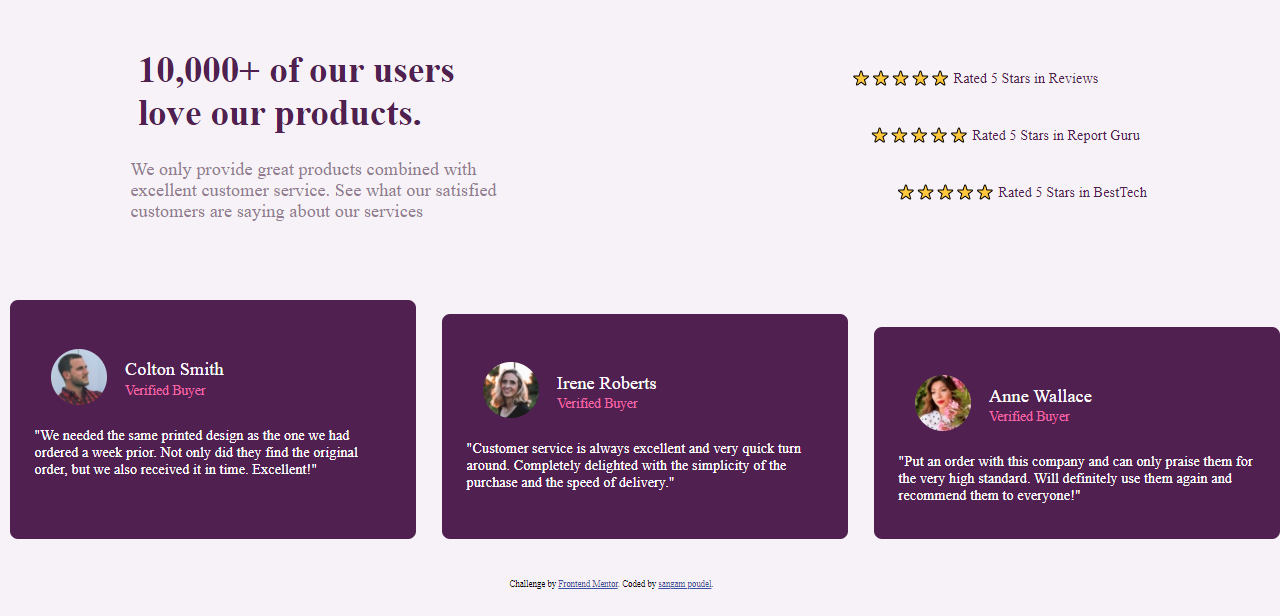 10,000+ of our users
love our products.
We only provide great products combined with
excellent customer service. See what our satisfied
customers are saying about our services
Rated 5 Stars in Reviews
Rated 5 Stars in Report Guru
Rated 5 Stars in BestTech
Colton Smith
Verified Buyer
"We needed the same printed design as the one we had
ordered a week prior. Not only did they find the original
order, but we also received it in time. Excellent!"
Irene Roberts
Verified Buyer
"Customer service is always excellent and very quick turn
around. Completely delighted with the simplicity of the
purchase and the speed of delivery."
Anne Wallace
Verified Buyer
"Put an order with this company and can only praise them for
the very high standard. Will definitely use them again and
recommend them to everyone!"
Challenge by Frontend Mentor. Coded by sangam poudel.